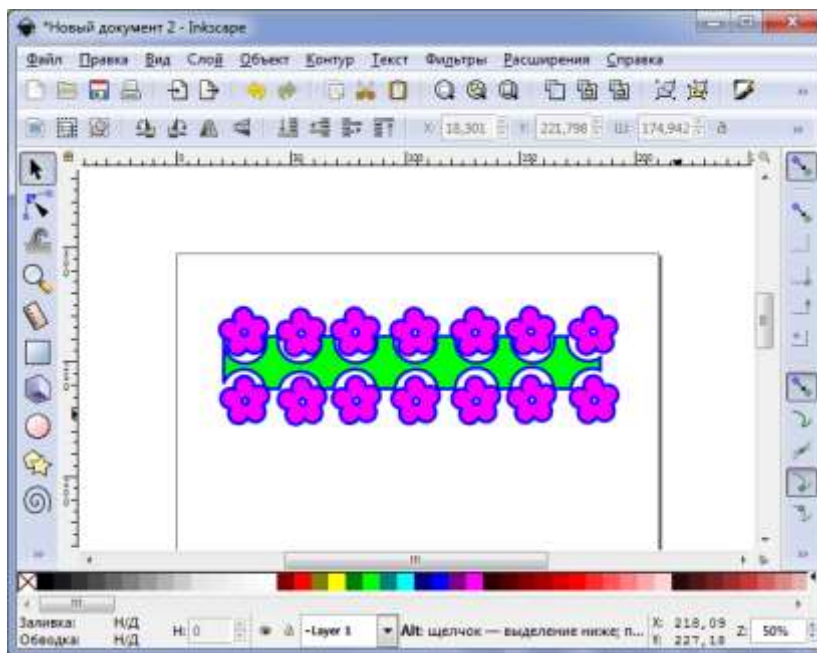 *Новый документ 2 - Inkscape
Файл Правка Вид Слой Объект Контур Текст Фильтры Расширения Справка
X: 18,301 Y: 221,798 Ш: 174,942
Заливка: Н/Д
Обводка: Н/Д
Н: 0
-Layer 1
Alt: щелчок — выделение ниже; п...
X: 218,09
Y: 227,18
Z: 50%